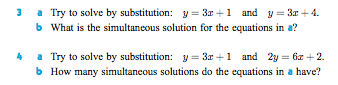 3 a Try to solve by substitution: y = 3x + 1 and y = 3x + 4.
b What is the simultaneous solution for the equations in a?
4 a Try to solve by substitution: y = 3x + 1 and 2y = 6x + 2.
b How many simultaneous solutions do the equations in a have?